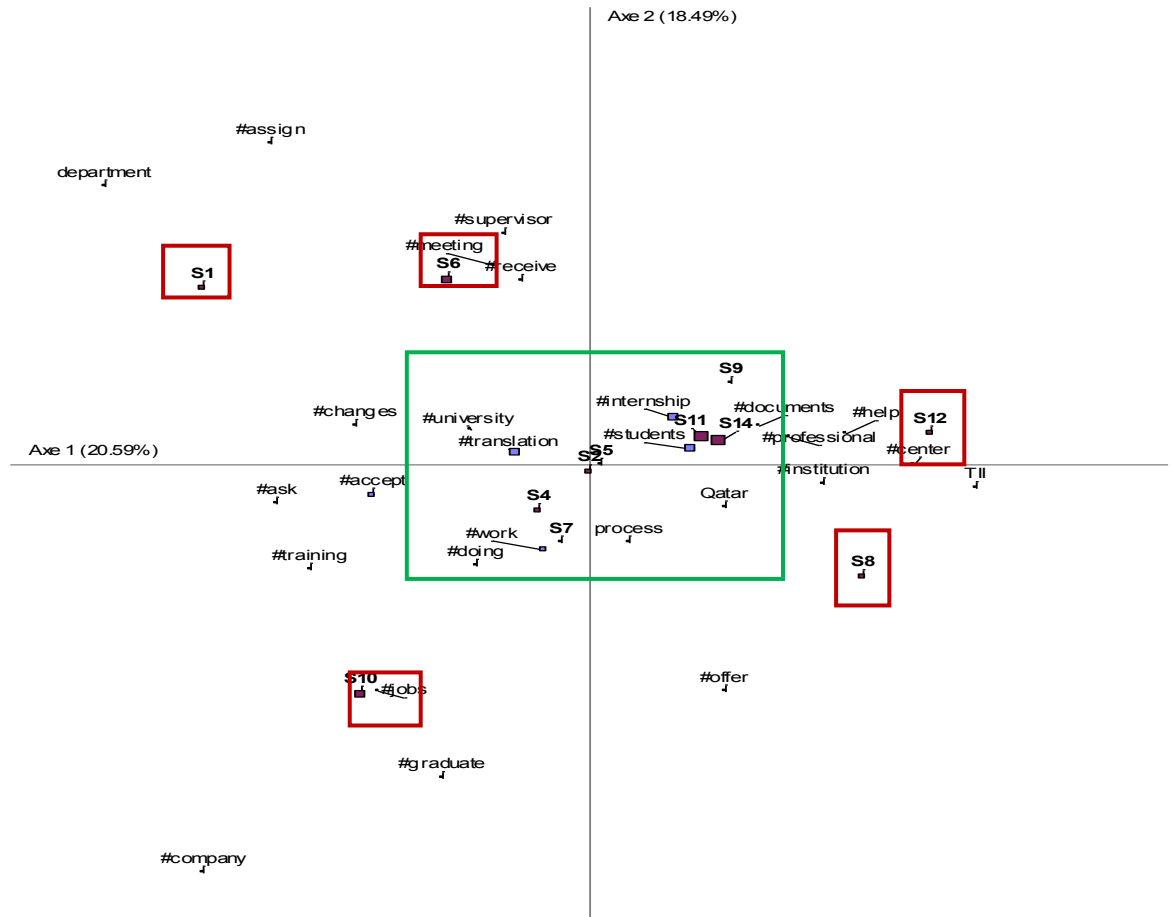 Axe 2 (18.49%)
#assign
department
#supervisor
#meeting
S6
#receive
S1
S9
#internship
#documents
#changes
#university
S11
S14
#help
S12
#students
#professional
#translation
Axe 1 (20.59%)
S5
S2
#center
#institution
TII
#accept
#ask
S4
Qatar
#work
S7
process
#doing
#training
S8
S10
#jobs
#offer
#graduate
#company